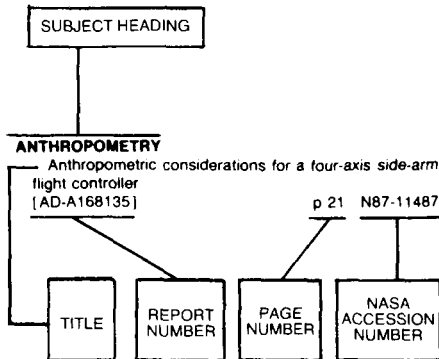 SUBJECT HEADING
ANTHROPOMETRY
Anthropometric considerations for a four-axis side-arm
flight controller
[AD-A168135] p 21 N87-11487
TITLE
REPORT
NUMBER
PAGE
NUMBER
NASA
ACCESSION
NUMBER